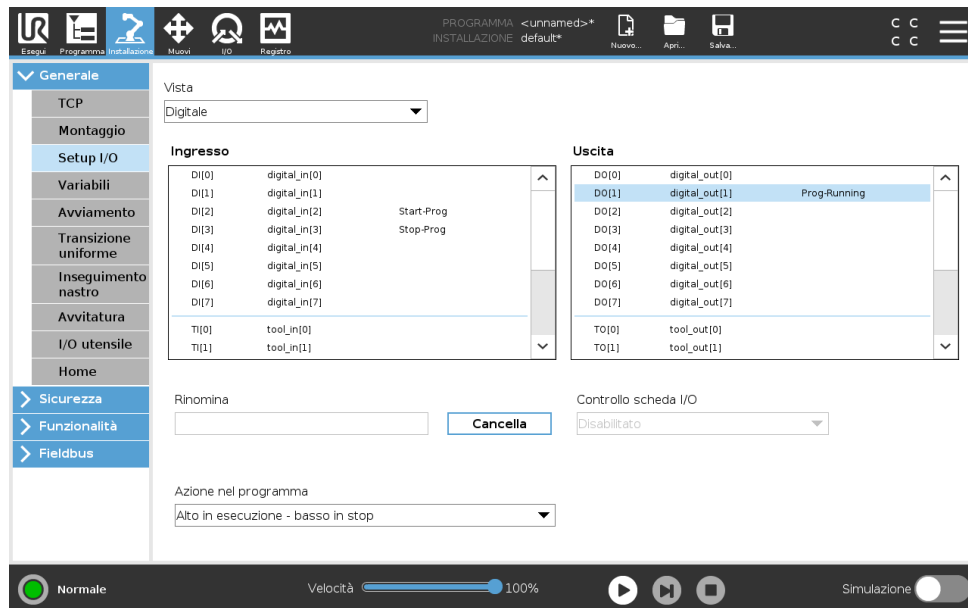 PROGRAMMA <unnamed>*
INSTALLAZIONE default*
UR
Esegui Programma Installazione Muovi I/O Registro Nuovo... Apri... Salva...
C C
C C
Generale
TCP
Montaggio
Setup I/O
Variabili
Avviamento
Transizione
uniforme
Inseguimento
nastro
Avvitatura
I/O utensile
Home
Sicurezza
Funzionalità
Fieldbus
Vista
Digitale
Ingresso
DI[0] digital_in[0]
DI[1] digital_in[1]
DI[2] digital_in[2] Start-Prog
DI[3] digital_in[3] Stop-Prog
DI[4] digital_in[4]
DI[5] digital_in[5]
DI[6] digital_in[6]
DI[7] digital_in[7]
TI[0] tool_in[0]
TI[1] tool_in[1]
Uscita
DO[0] digital_out[0]
DO[1] digital_out[1] Prog-Running
DO[2] digital_out[2]
DO[3] digital_out[3]
DO[4] digital_out[4]
DO[5] digital_out[5]
DO[6] digital_out[6]
DO[7] digital_out[7]
TO[0] tool_out[0]
TO[1] tool_out[1]
Rinomina
Cancella
Controllo scheda I/O
Disabilitato
Azione nel programma
Alto in esecuzione - basso in stop
Normale
Velocità 100%
Simulazione